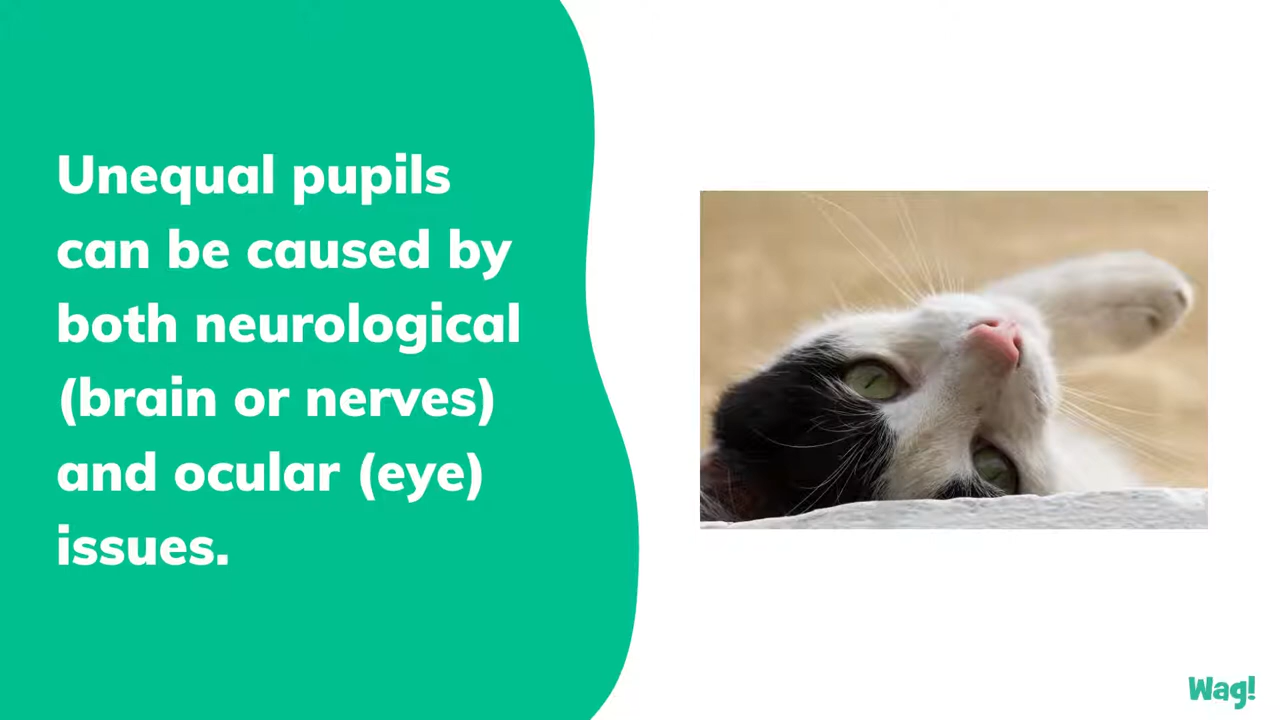 Unequal pupils
can be caused by
both neurological
(brain or nerves)
and ocular (eye)
issues.
Wag!